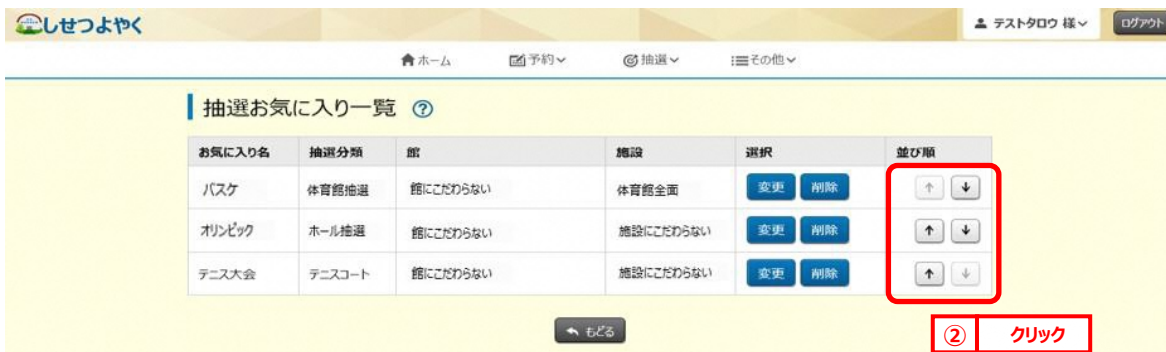 しせつよやく
テストタロウ 様
ログアウト
ホーム 予約 抽選 その他
抽選お気に入り一覧 ?
お気に入り名 抽選分類 館 施設 選択 並び順
バスケ 体育館抽選 館にこだわらない 体育館全面 変更 削除 ↑ ↓
オリンピック ホール抽選 館にこだわらない 施設にこだわらない 変更 削除 ↑ ↓
テニス大会 テニスコート 館にこだわらない 施設にこだわらない 変更 削除 ↑ ↓
もどる
② クリック